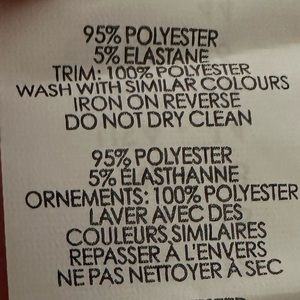 95% POLYESTER
5% ELASTANE
TRIM: 100% POLYESTER
WASH WITH SIMILAR COLOURS
IRON ON REVERSE
DO NOT DRY CLEAN
95% POLYESTER
5% ÉLASTHANNE
ORNEMENTS: 100% POLYESTER
LAVER AVEC DES
COULEURS SIMILAIRES
REPASSER À L'ENVERS
NE PAS NETTOYER À SEC